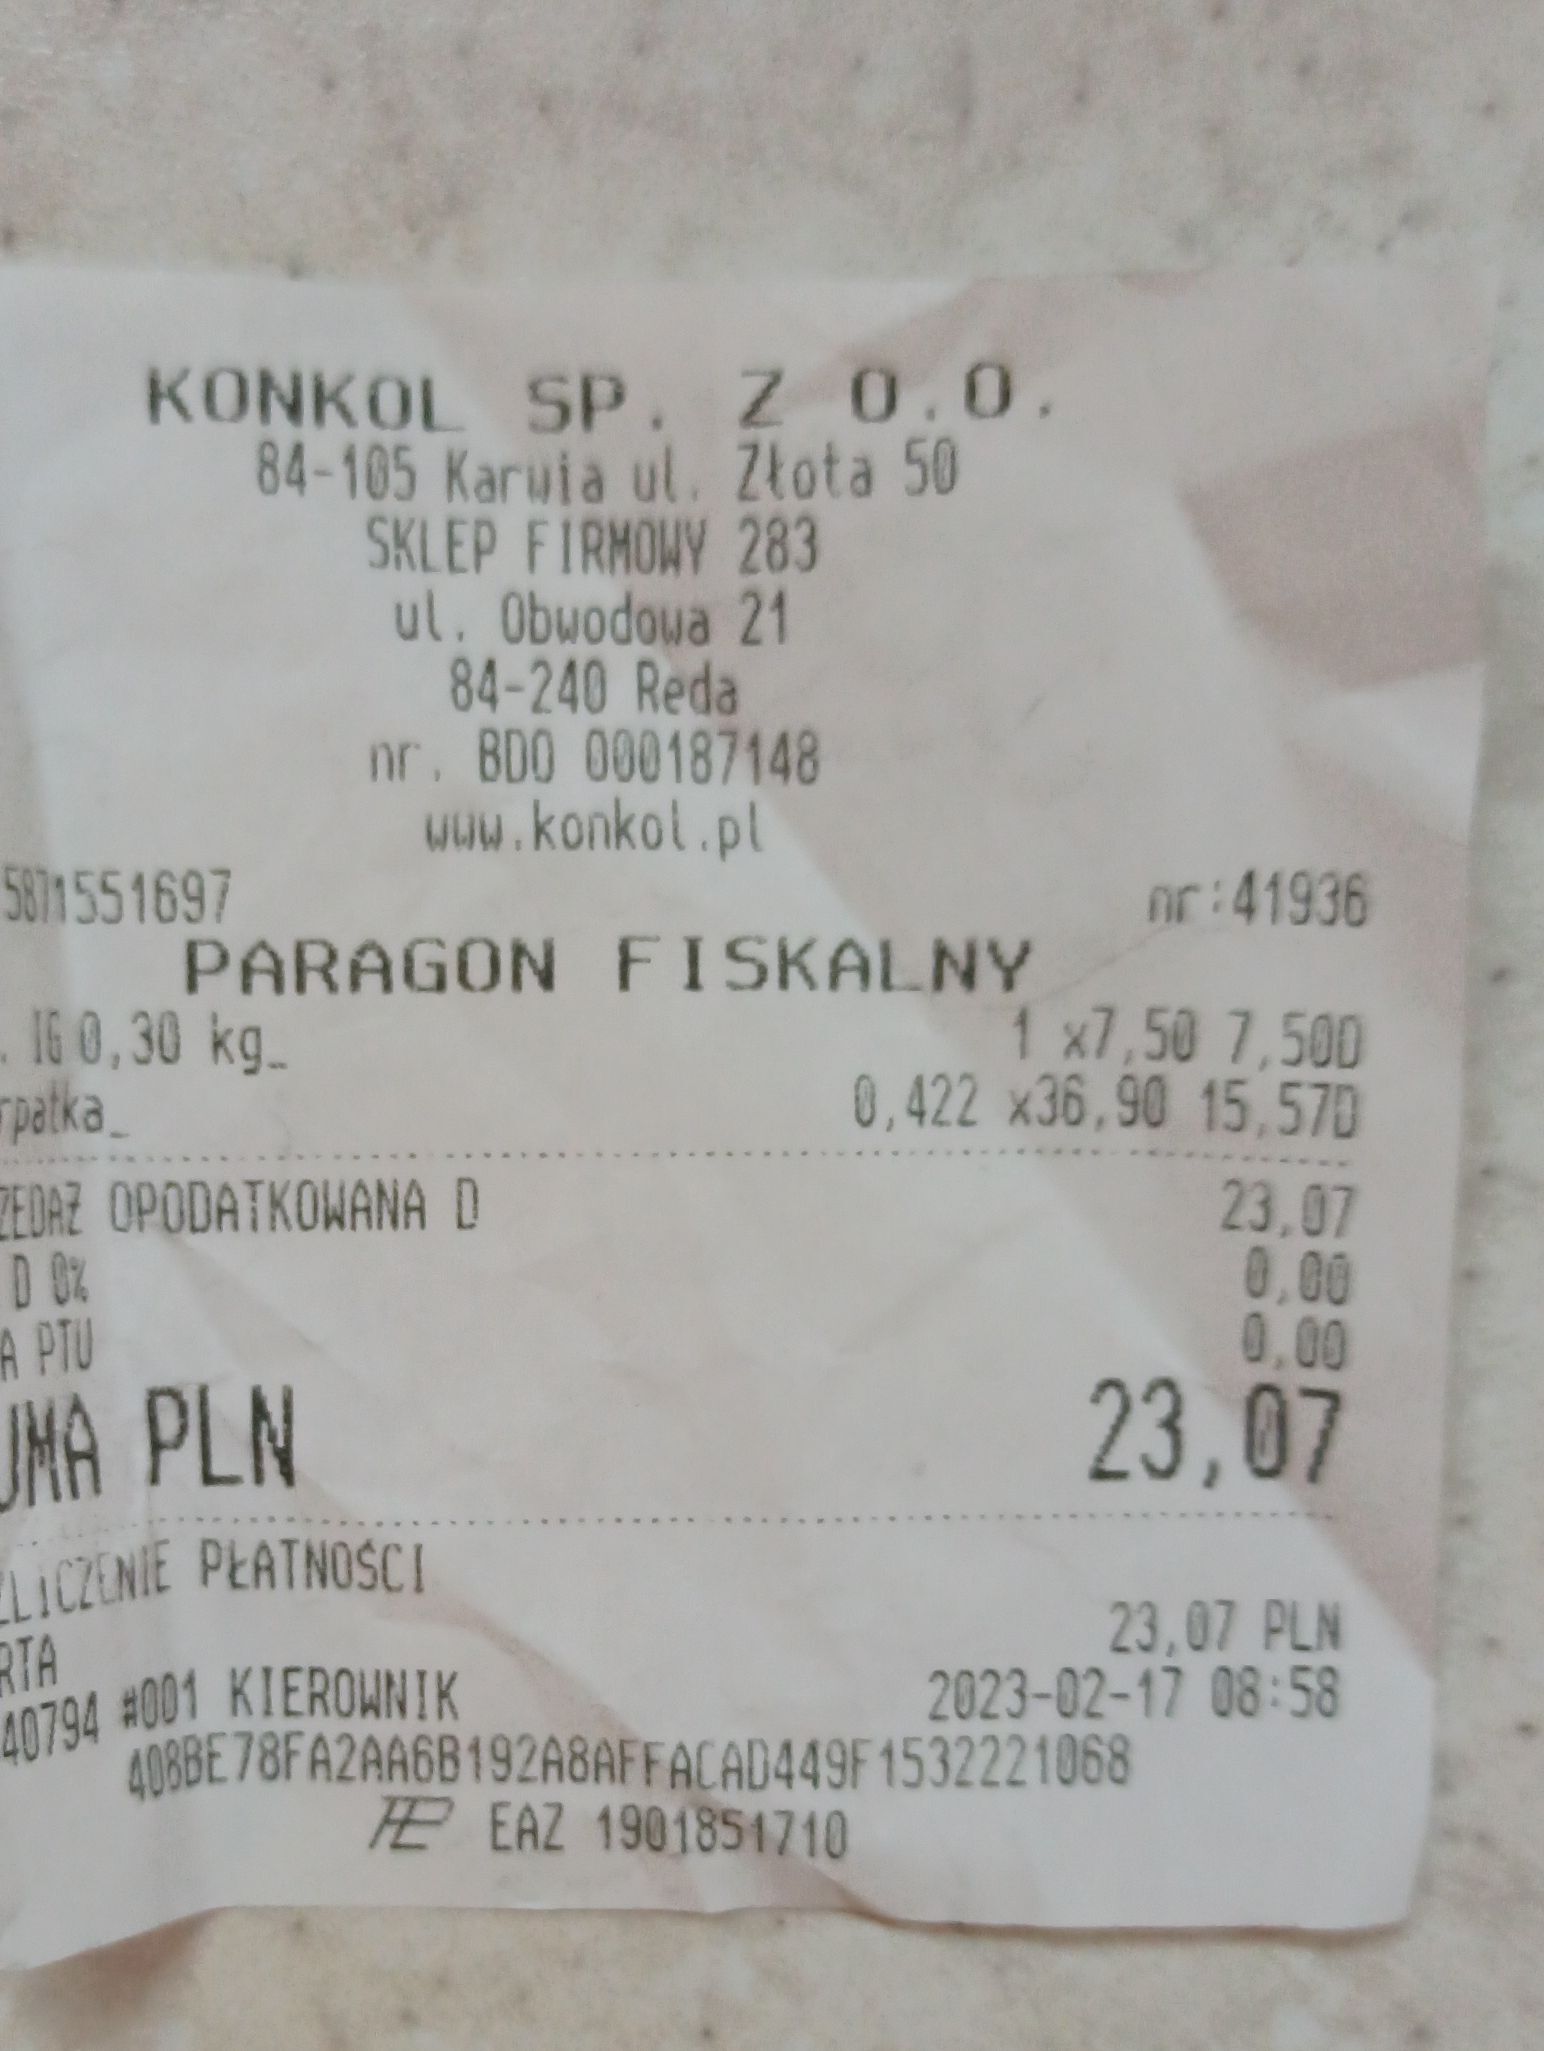 KONKOL SP. Z O.O.
84-105 Karwia ul. Złota 50
SKLEP FIRMOWY 283
ul. Obwodowa 21
84-240 Reda
nr. BDO 000187148
www.konkol.pl
5871551697 nr:41936
PARAGON FISKALNY
. IG 0,30 kg_ 1 x7,50 7,50D
rpatka_ 0,422 x36,90 15,57D
ZEDAŻ OPODATKOWANA D 23,07
D 0% 0,00
A PTU 0,00
UMA PLN 23,07
ZLICZENIE PŁATNOŚCI
RTA 23,07 PLN
40794 #001 KIEROWNIK 2023-02-17 08:58
408BE78FA2AA6B192A8AFFACAD449F1532221068
EAZ 1901851710